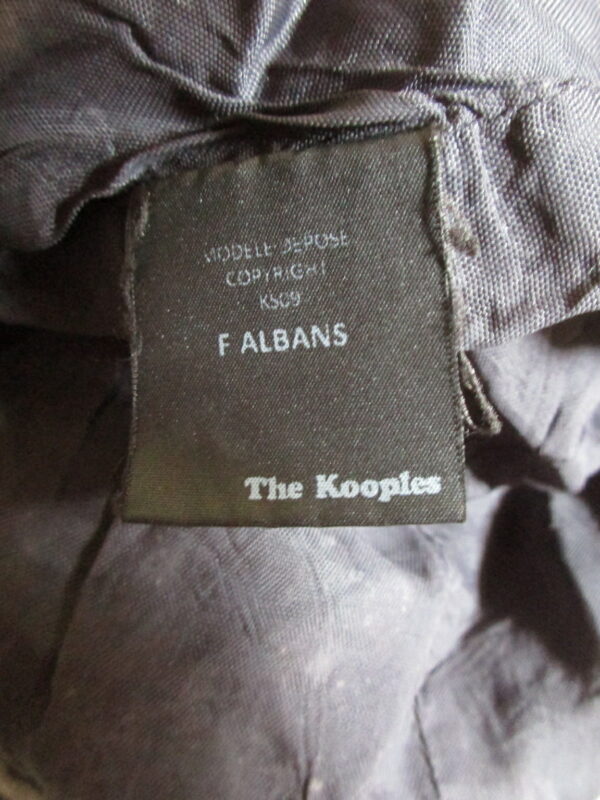 MODELE DEPOSE
COPYRIGHT
KS09
F ALBANS
The Kooples